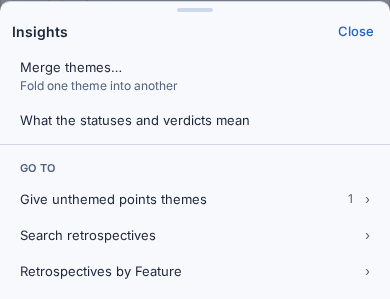 Insights
Close
Merge themes...
Fold one theme into another
What the statuses and verdicts mean
GO TO
Give unthemed points themes
1 ›
Search retrospectives
›
Retrospectives by Feature
›